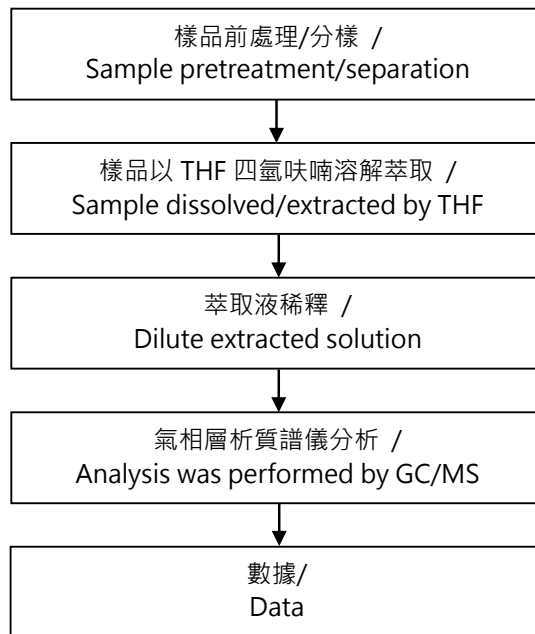 樣品前處理/分樣 /
Sample pretreatment/separation
樣品以 THF 四氫呋喃溶解萃取 /
Sample dissolved/extracted by THF
萃取液稀釋 /
Dilute extracted solution
氣相層析質譜儀分析 /
Analysis was performed by GC/MS
數據/
Data